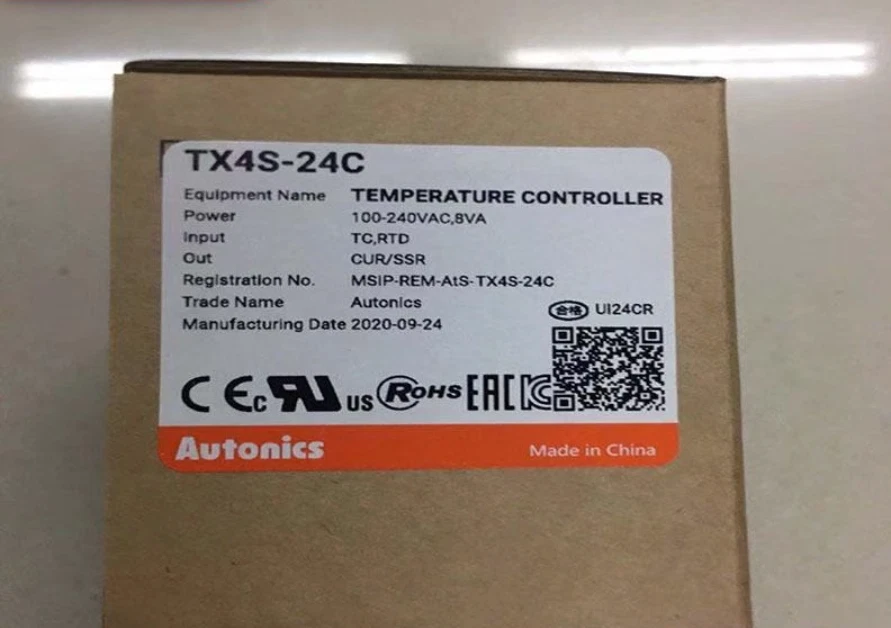 TX4S-24C
Equipment Name TEMPERATURE CONTROLLER
Power 100-240VAC,8VA
Input TC,RTD
Out CUR/SSR
Registration No. MSIP-REM-AtS-TX4S-24C
Trade Name Autonics
合格 UI24CR
Manufacturing Date 2020-09-24
CE c RU us RoHS EAC KC
Autonics Made in China